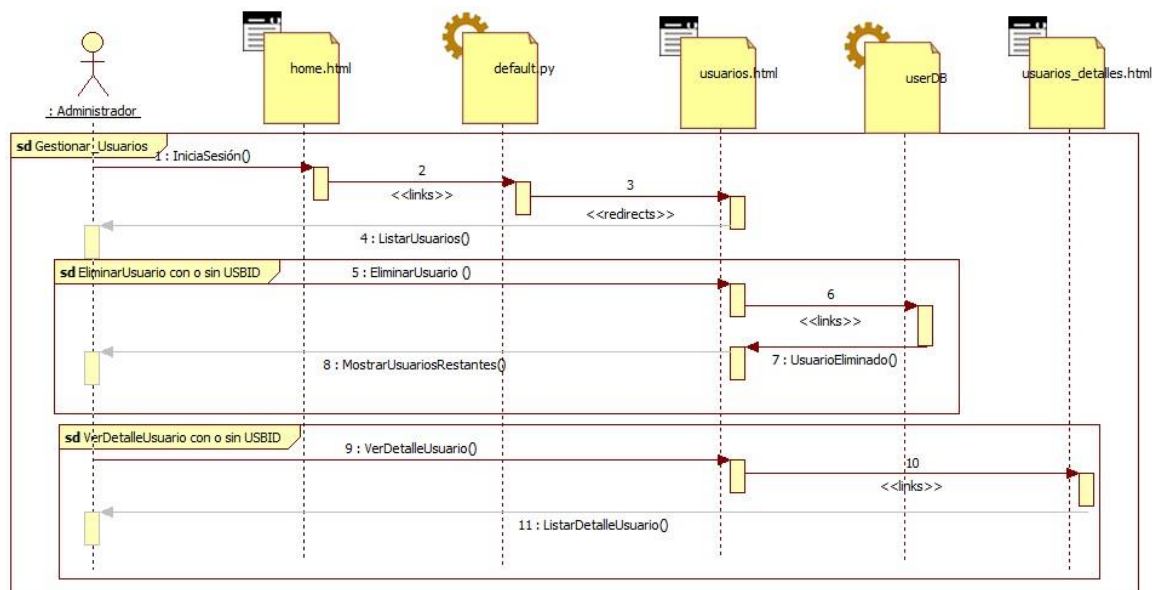 : Administrador
home.html
default.py
usuarios.html
userDB
usuarios_detalles.html
sd Gestionar_Usuarios
1 : IniciaSesión()
2
<<links>>
3
<<redirects>>
4 : ListarUsuarios()
sd EliminarUsuario con o sin USBID
5 : EliminarUsuario ()
6
<<links>>
7 : UsuarioEliminado()
8 : MostrarUsuariosRestantes()
sd VerDetalleUsuario con o sin USBID
9 : VerDetalleUsuario()
10
<<links>>
11 : ListarDetalleUsuario()